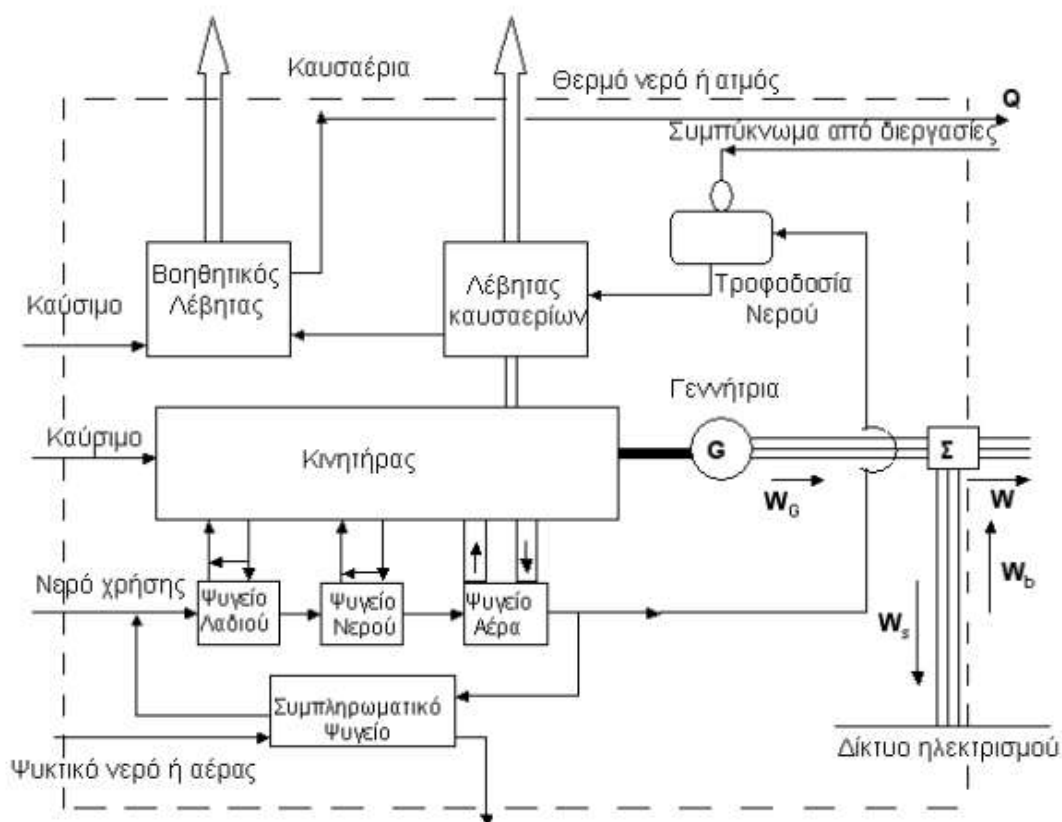 Καυσαέρια
Θερμό νερό ή ατμός
Q
Συμπύκνωμα από διεργασίες
Βοηθητικός
Λέβητας
Λέβητας
καυσαερίων
Τροφοδοσία
Νερού
Καύσιμο
Γεννήτρια
Καύσιμο
Κινητήρας
G
Σ
W_G
W
Νερό χρήσης
Ψυγείο
Λαδιού
Ψυγείο
Νερού
Ψυγείο
Αέρα
W_s
W_b
Συμπληρωματικό
Ψυγείο
Ψυκτικό νερό ή αέρας
Δίκτυο ηλεκτρισμού